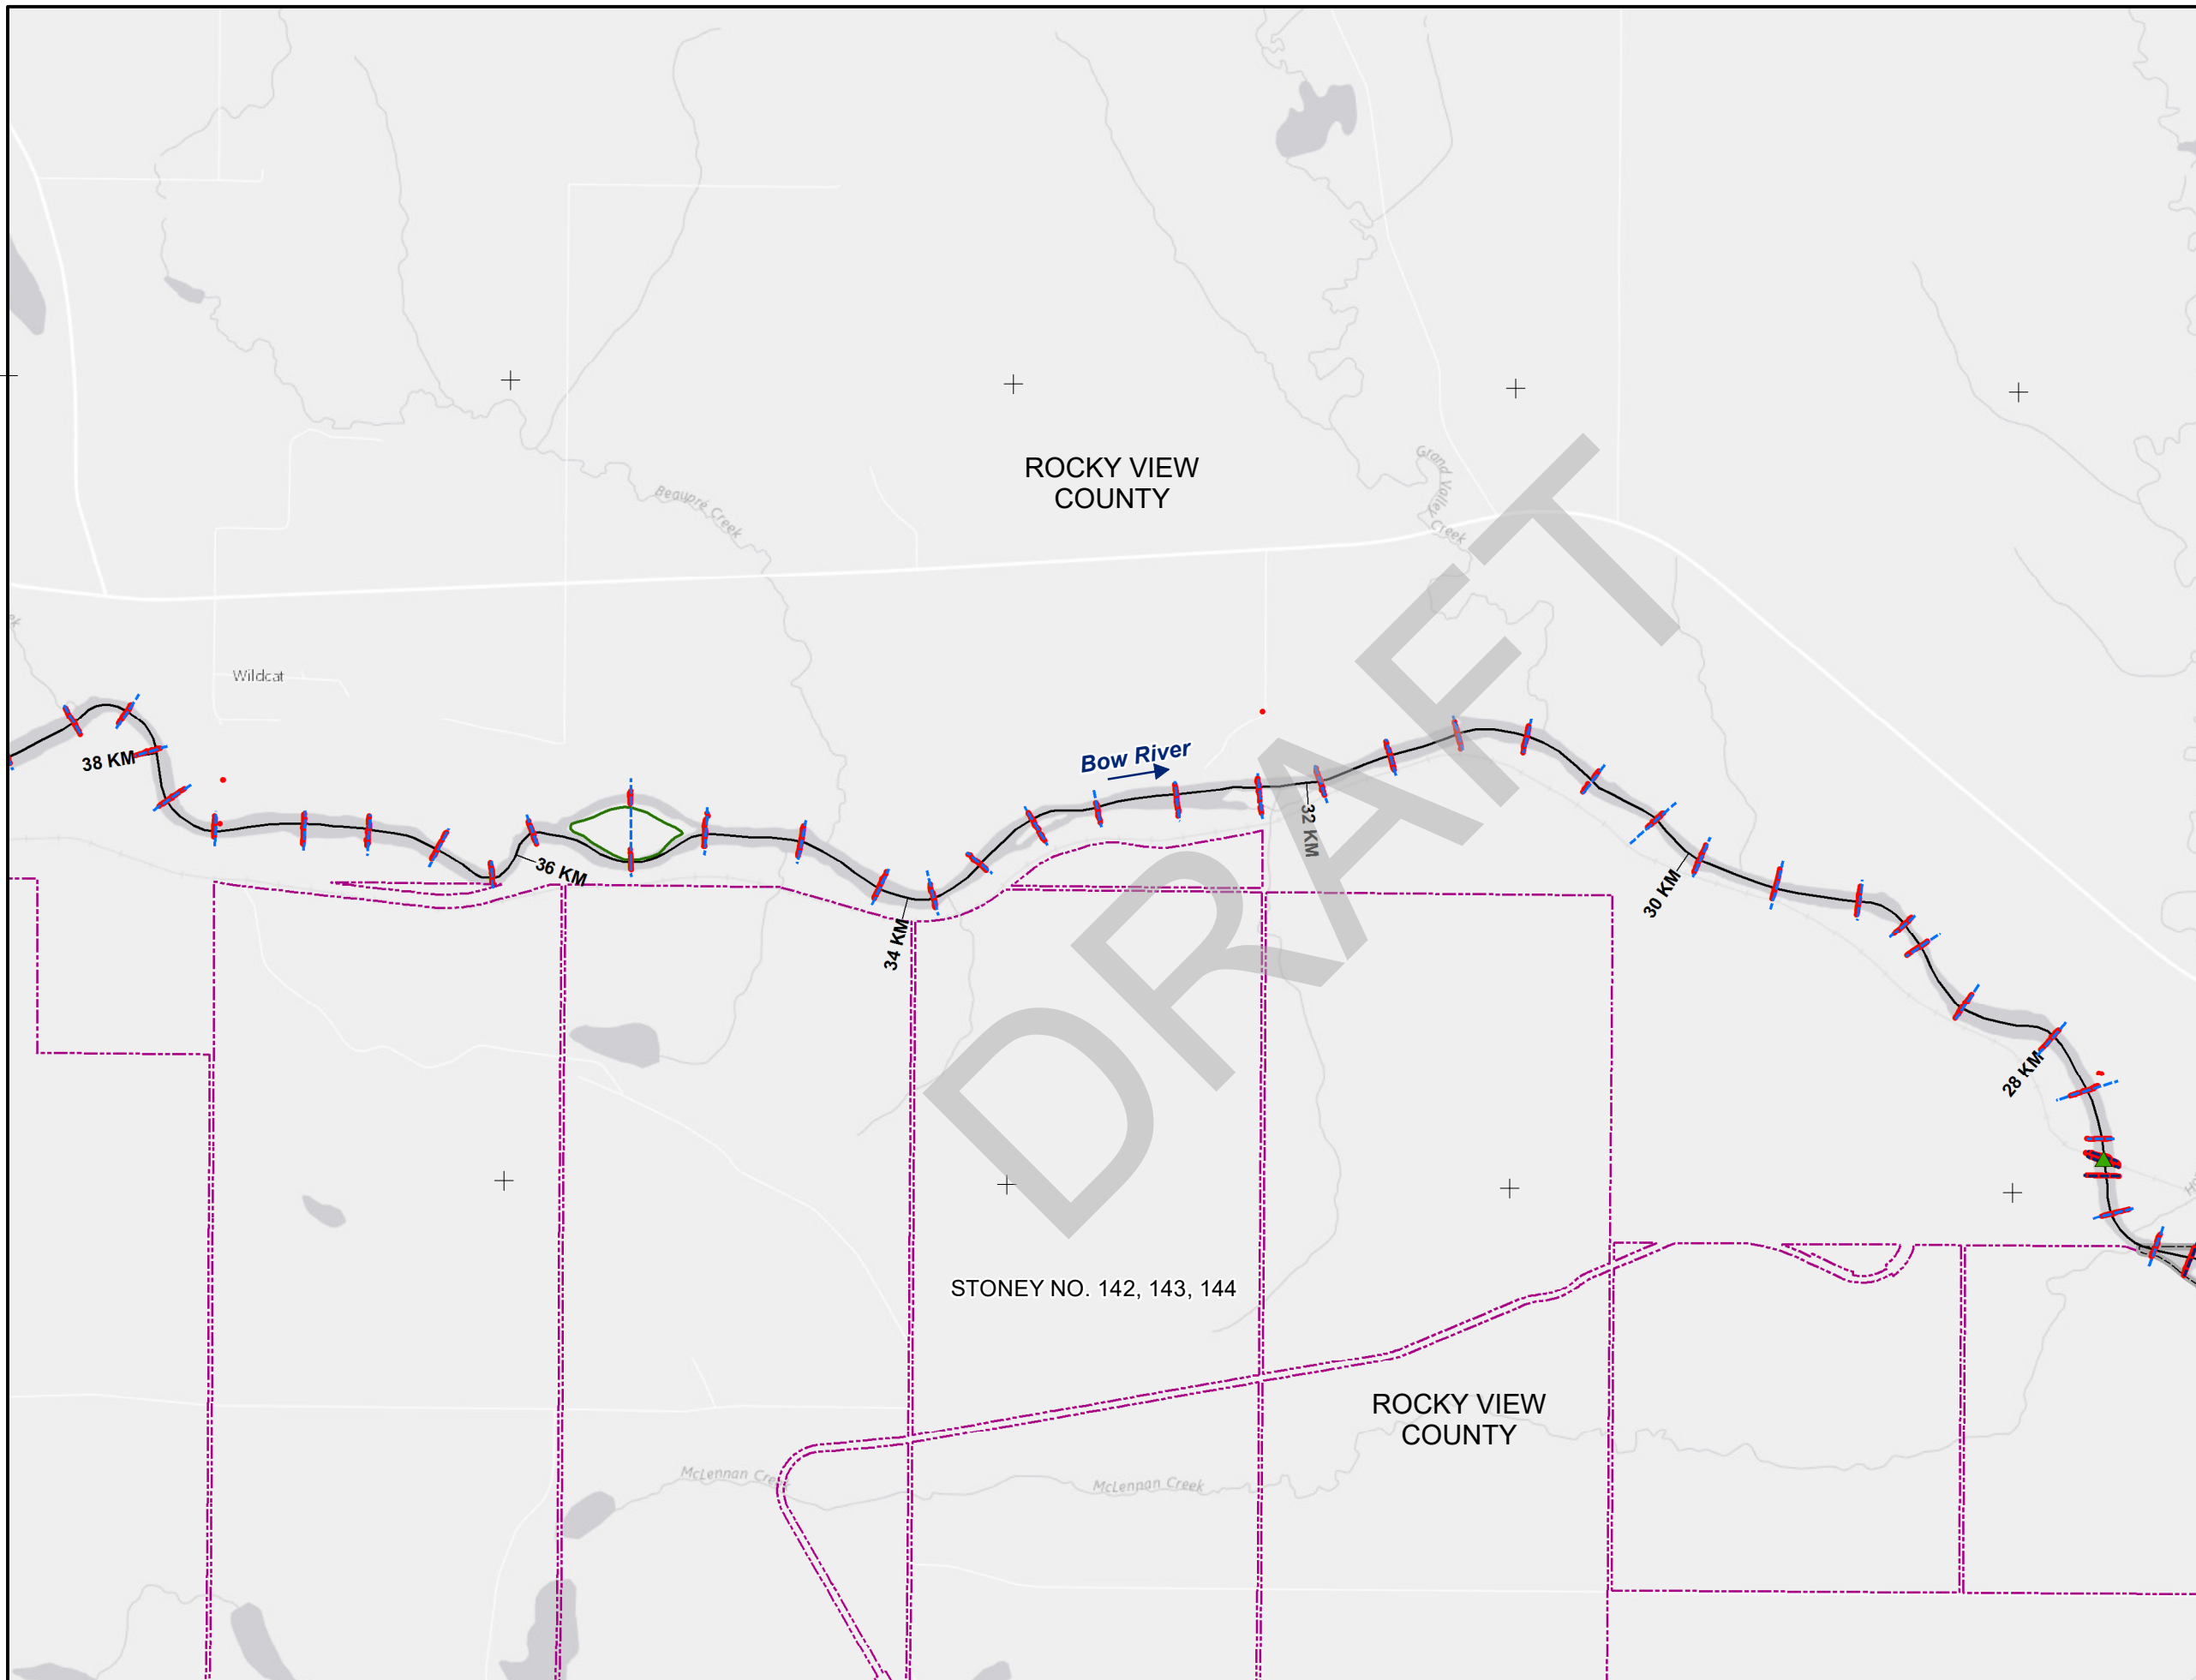 ROCKY VIEW
COUNTY
Grand Valley Creek
Beaupré Creek
Wildcat
Bow River
38 KM
36 KM
34 KM
32 KM
30 KM
28 KM
DRAFT
STONEY NO. 142, 143, 144
ROCKY VIEW
COUNTY
McLennan Creek
McLennan Creek